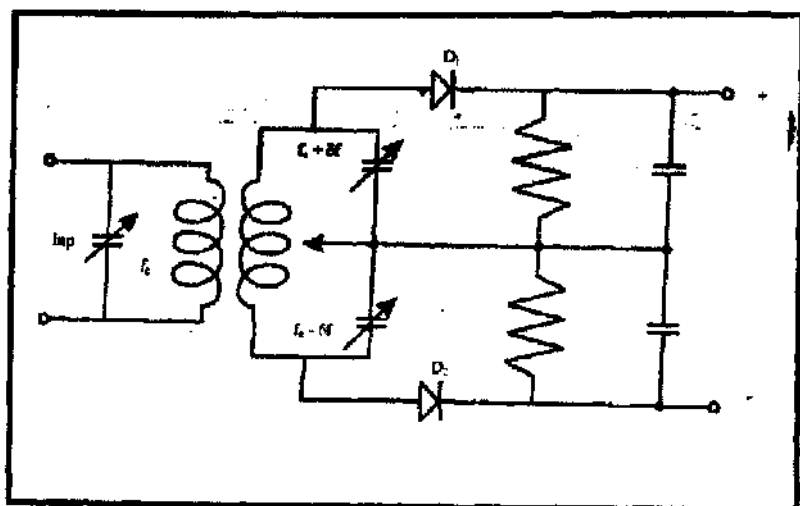 D₁
+
fc + δf
Inp
fc
fc - δf
D₂
-